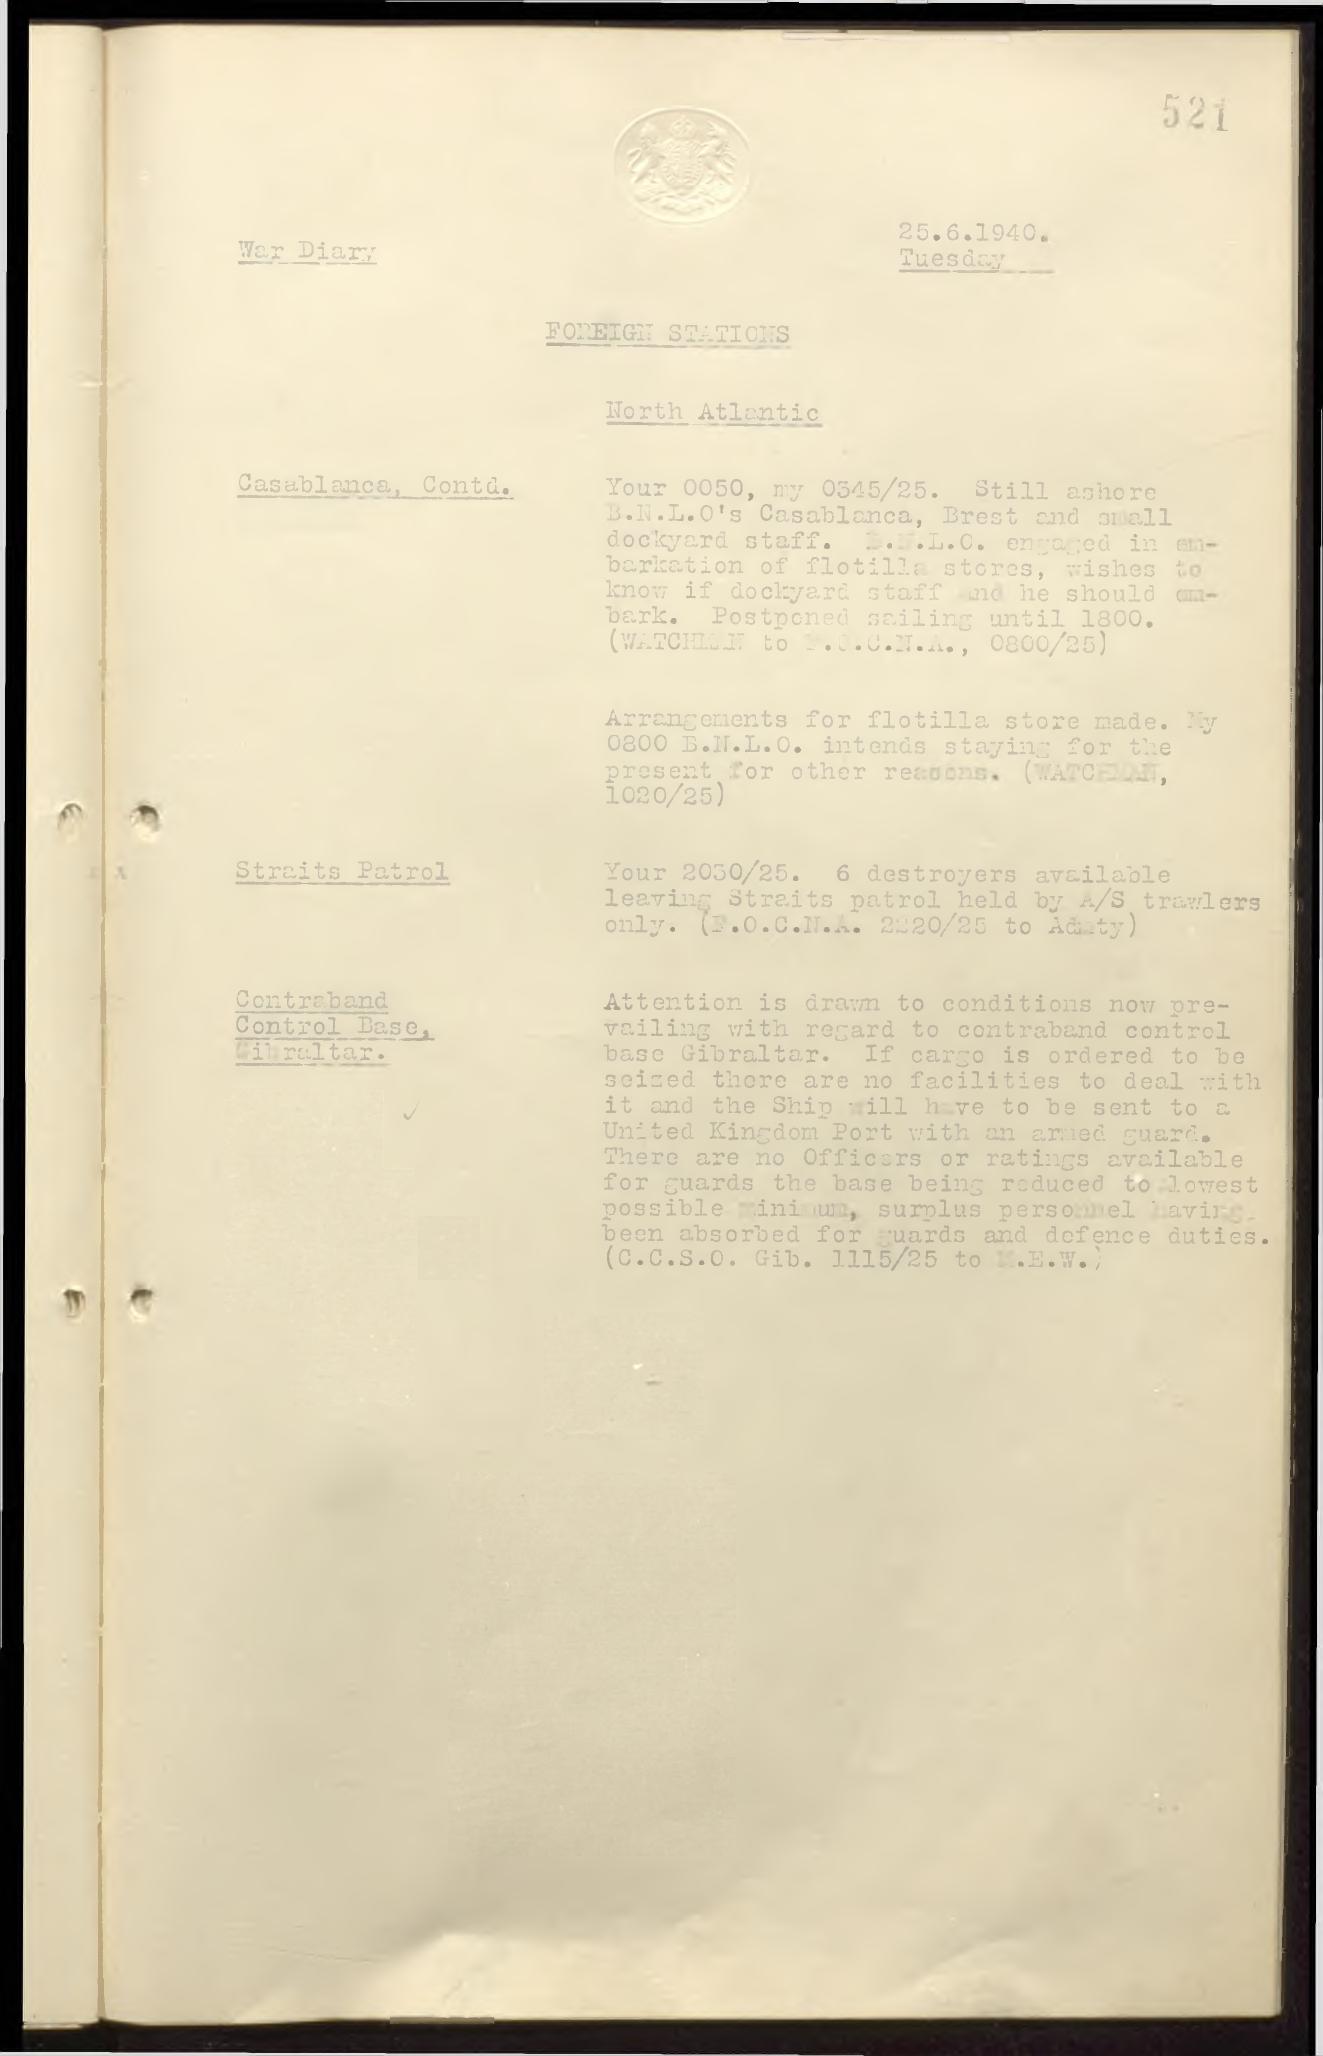 521
War Diary
25.6.1940.
Tuesday
FOREIGN STATIONS
North Atlantic
Casablanca, Contd.
Your 0050, my 0345/25. Still ashore
B.N.L.O's Casablanca, Brest and small
dockyard staff. B.N.L.O. engaged in em-
barkation of flotilla stores, wishes to
know if dockyard staff and he should em-
bark. Postponed sailing until 1800.
(WATCHMAN to F.O.C.N.A., 0800/25)
Arrangements for flotilla store made. My
0800 B.N.L.O. intends staying for the
present for other reasons. (WATCHMAN,
1020/25)
Straits Patrol
Your 2030/25. 6 destroyers available
leaving Straits patrol held by A/S trawlers
only. (F.O.C.N.A. 2220/25 to Admty)
Contraband
Control Base,
Gibraltar.
Attention is drawn to conditions now pre-
vailing with regard to contraband control
base Gibraltar. If cargo is ordered to be
seized there are no facilities to deal with
it and the Ship will have to be sent to a
United Kingdom Port with an armed guard.
There are no Officers or ratings available
for guards the base being reduced to lowest
possible minimum, surplus personnel having
been absorbed for guards and defence duties.
(C.C.S.O. Gib. 1115/25 to M.E.W.)